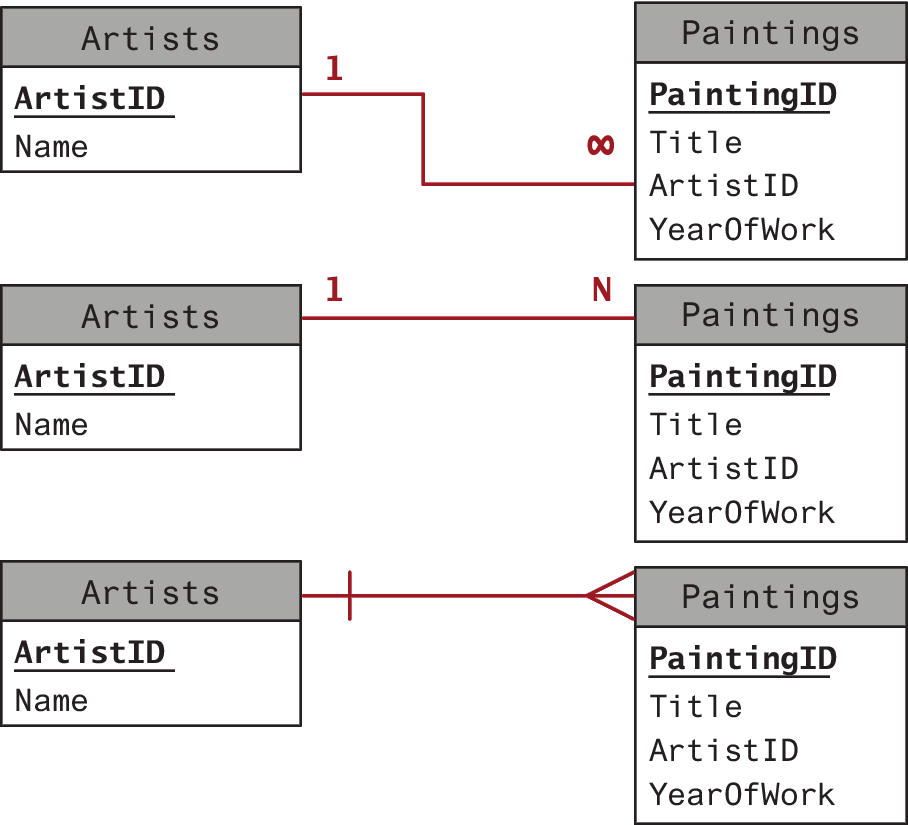 Artists
ArtistID
Name
1
∞
Paintings
PaintingID
Title
ArtistID
YearOfWork
Artists
ArtistID
Name
1
N
Paintings
PaintingID
Title
ArtistID
YearOfWork
Artists
ArtistID
Name
Paintings
PaintingID
Title
ArtistID
YearOfWork